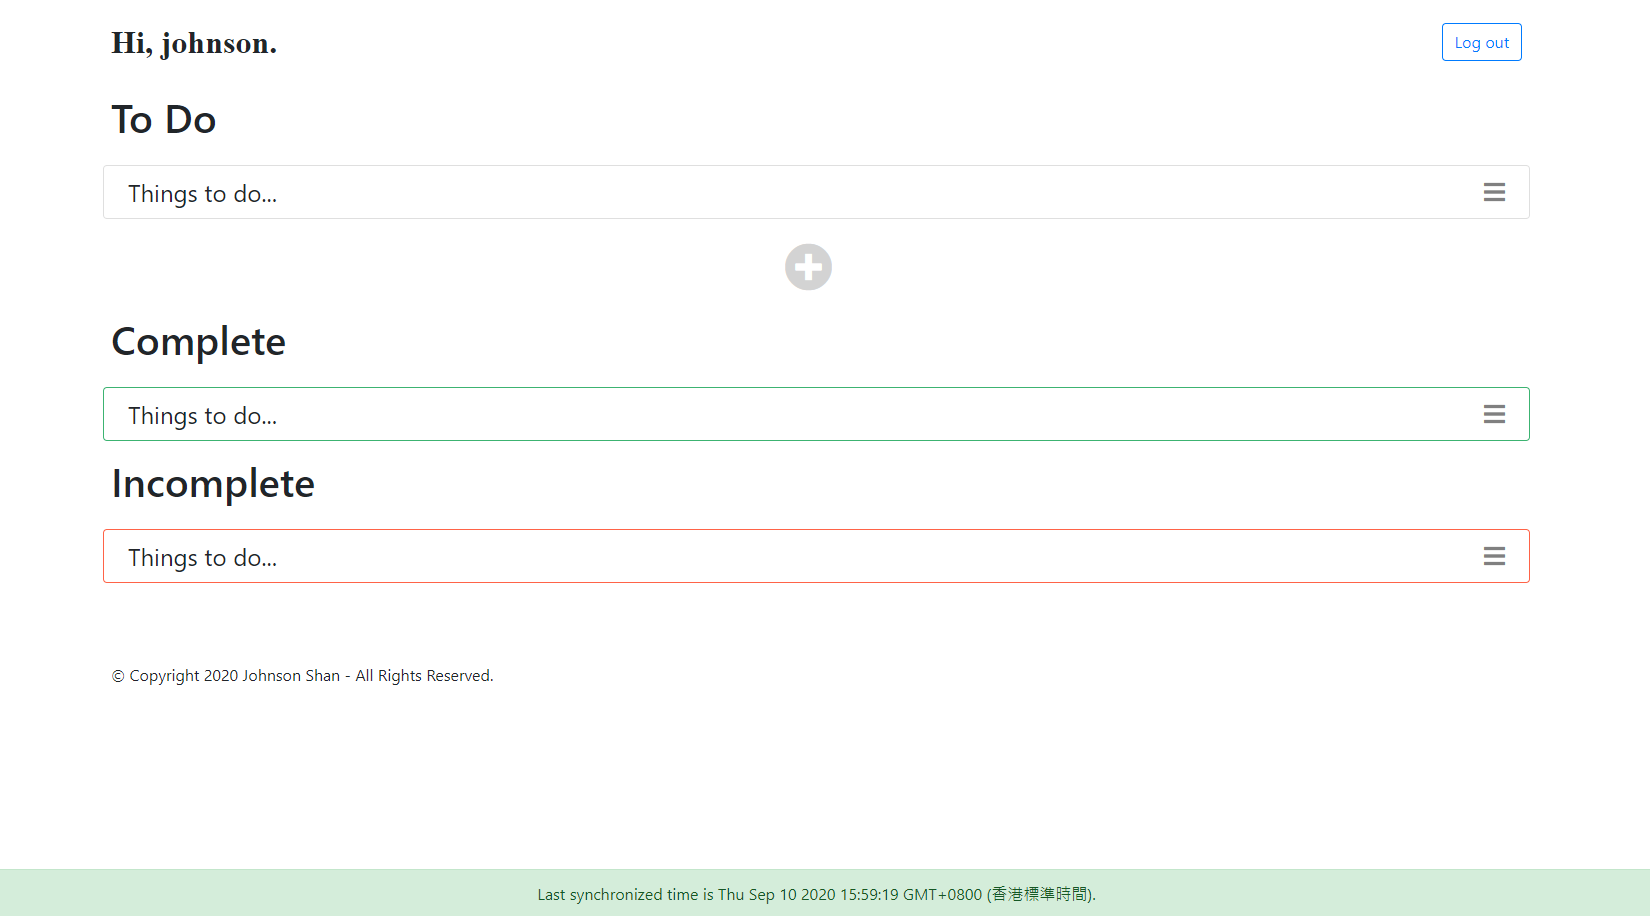 Hi, johnson.
Log out
To Do
Things to do...
Complete
Things to do...
Incomplete
Things to do...
© Copyright 2020 Johnson Shan - All Rights Reserved.
Last synchronized time is Thu Sep 10 2020 15:59:19 GMT+0800 (香港標準時間).